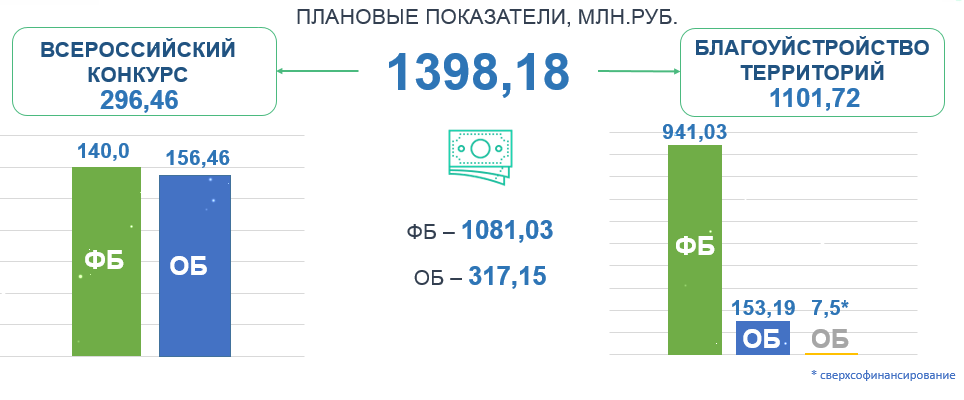 ПЛАНОВЫЕ ПОКАЗАТЕЛИ, МЛН.РУБ.
ВСЕРОССИЙСКИЙ
КОНКУРС
296,46
1398,18
БЛАГОУЙСТРОЙСТВО
ТЕРРИТОРИЙ
1101,72
140,0
156,46
ФБ
ОБ
ФБ – 1081,03
ОБ – 317,15
941,03
153,19
7,5*
ФБ
ОБ
ОБ
* сверхсофинансирование